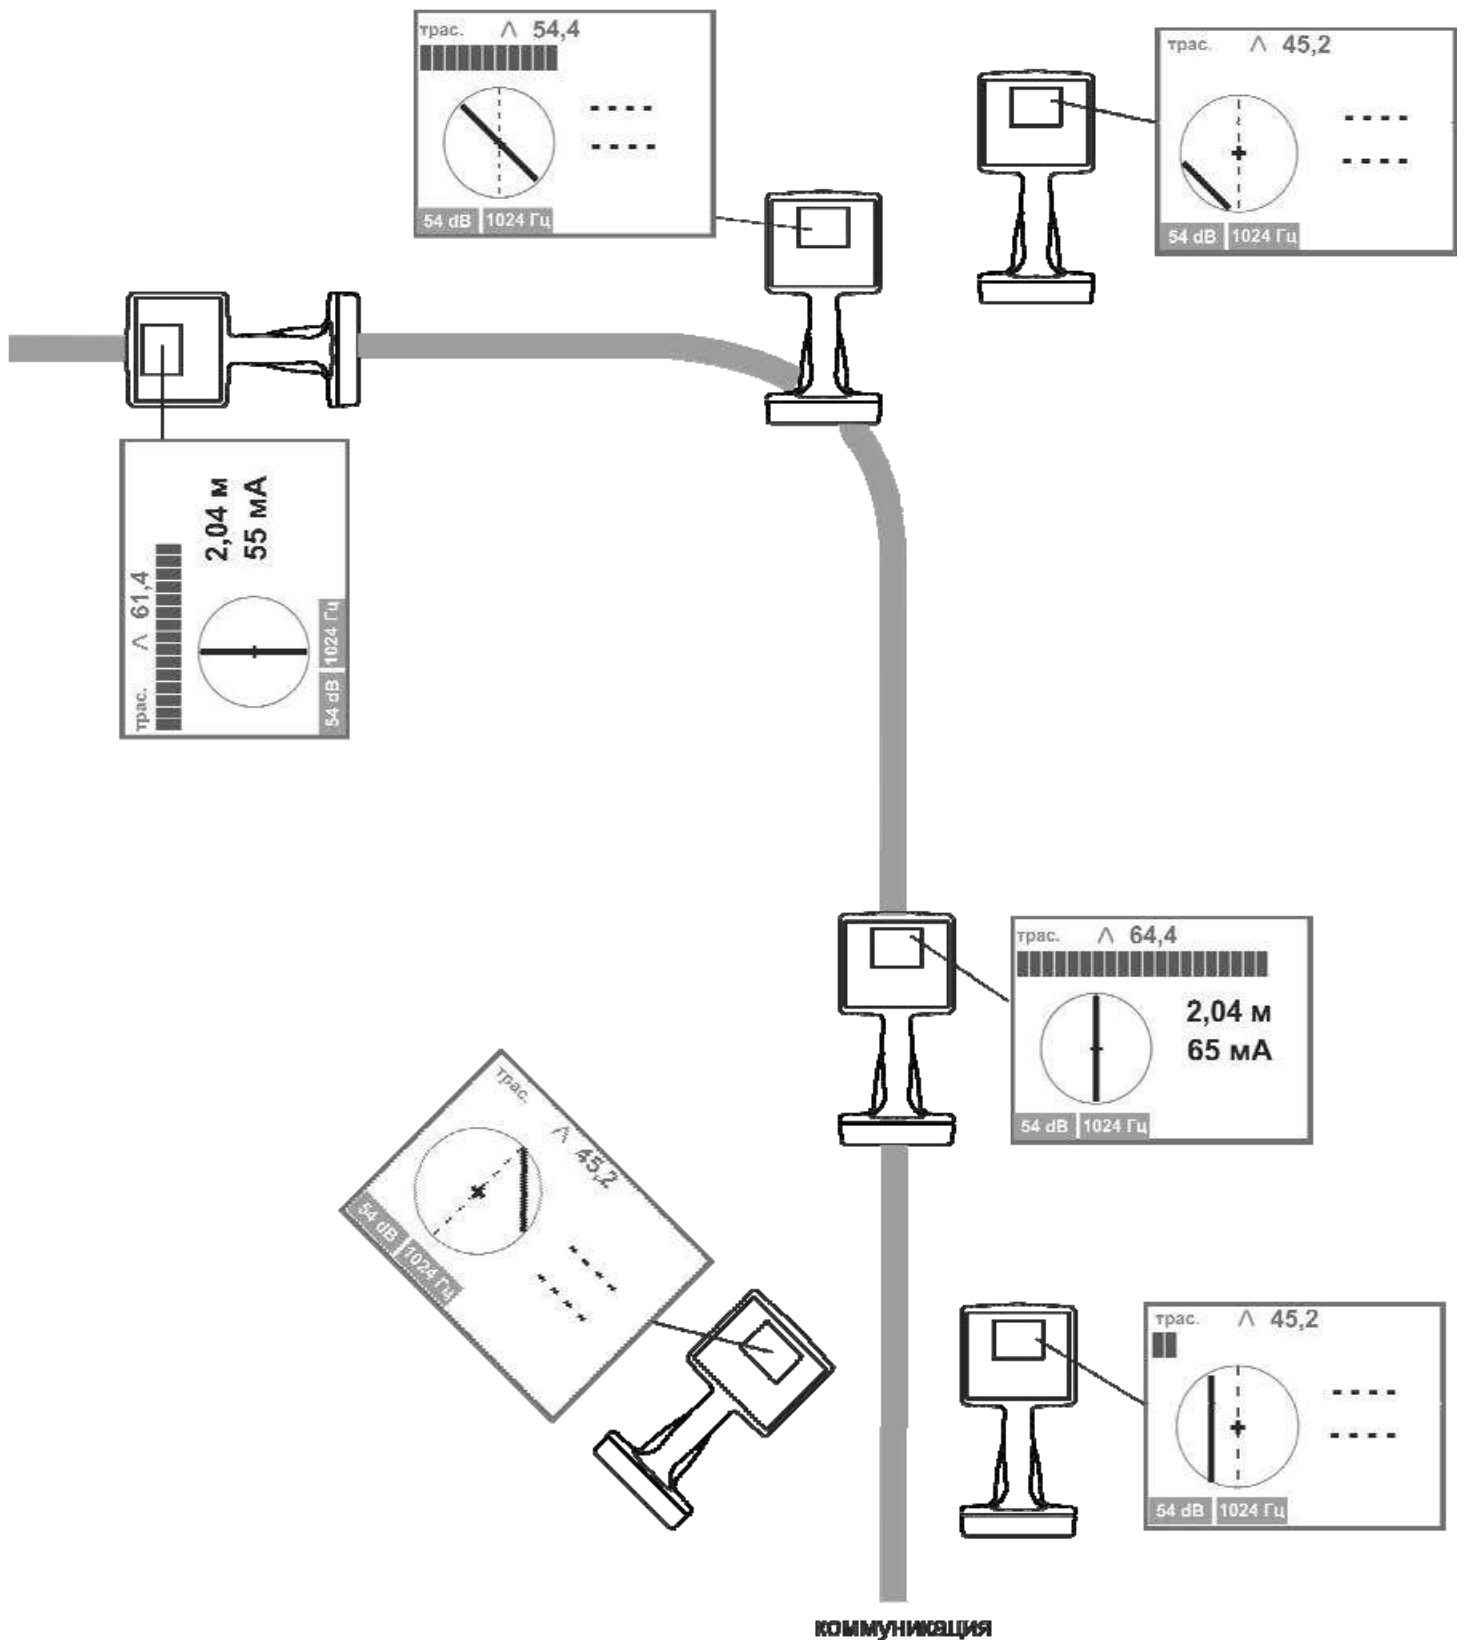 трас. Λ 54,4
- - - -
- - - -
54 dB 1024 Гц
трас. Λ 45,2
- - - -
- - - -
54 dB 1024 Гц
трас. Λ 61,4
2,04 м
55 мА
54 dB 1024 Гц
трас. Λ 64,4
2,04 м
65 мА
54 dB 1024 Гц
трас. Λ 45,2
- - - -
- - - -
54 dB 1024 Гц
трас. Λ 45,2
- - - -
- - - -
54 dB 1024 Гц
коммуникация